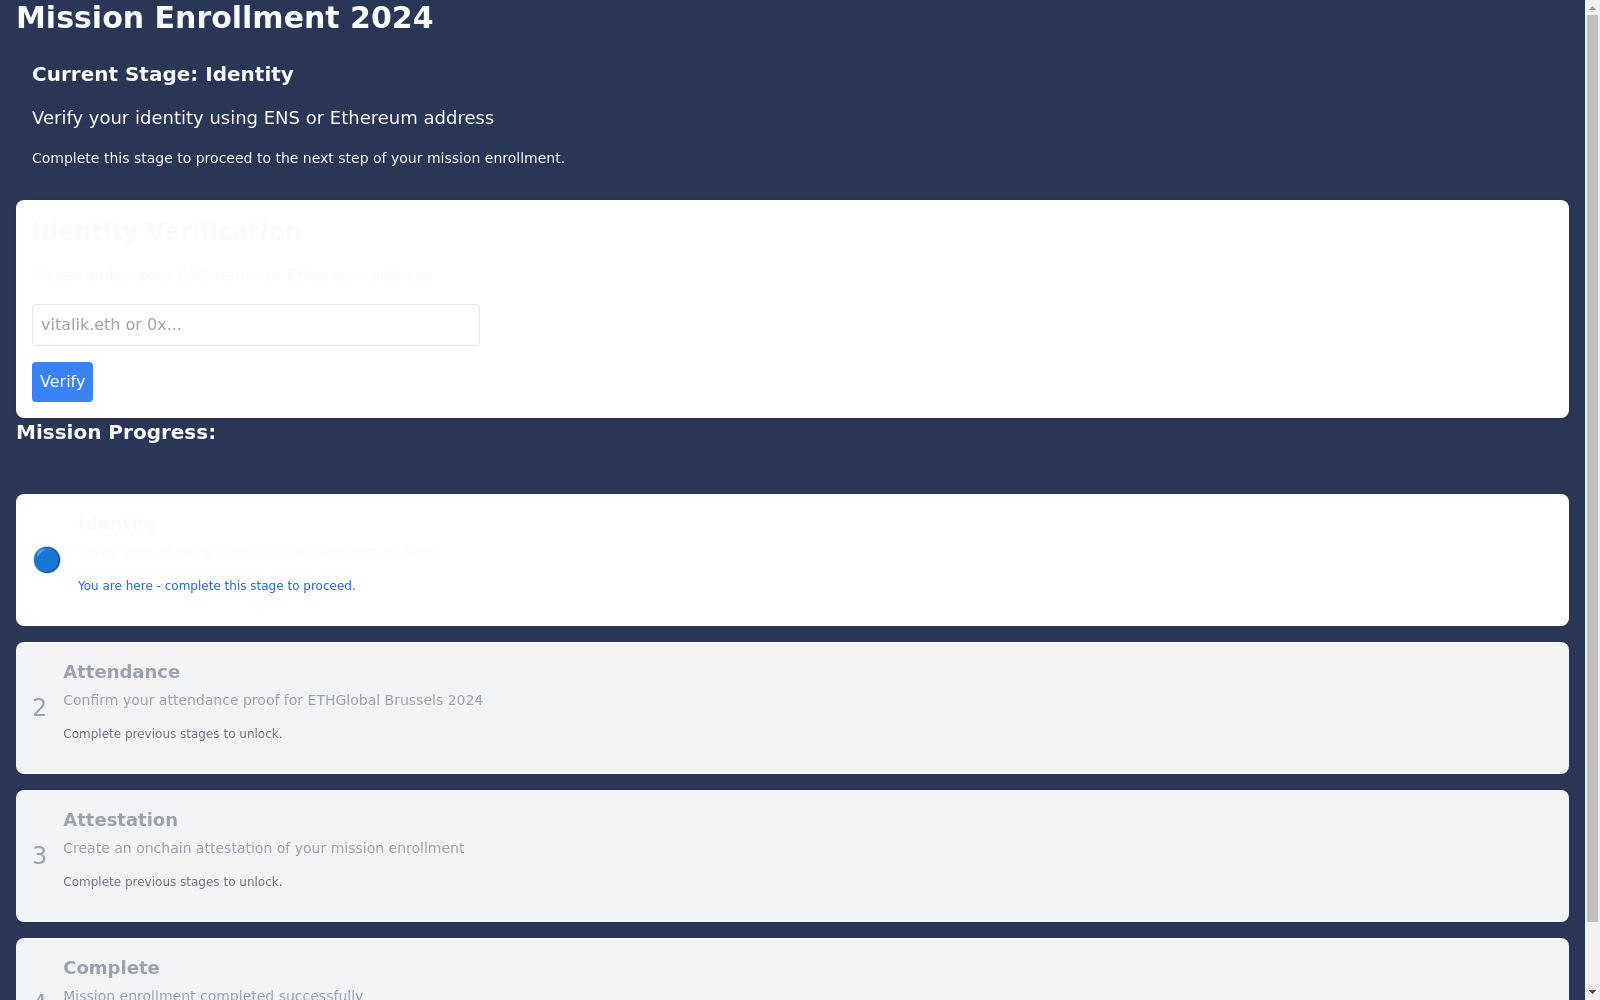 Mission Enrollment 2024
Current Stage: Identity
Verify your identity using ENS or Ethereum address
Complete this stage to proceed to the next step of your mission enrollment.
Identity Verification
Please enter your ENS name or Ethereum address:
vitalik.eth or 0x...
Verify
Mission Progress:
Identity
Verify your identity using ENS or Ethereum address
You are here - complete this stage to proceed.
Attendance
2
Confirm your attendance proof for ETHGlobal Brussels 2024
Complete previous stages to unlock.
Attestation
3
Create an onchain attestation of your mission enrollment
Complete previous stages to unlock.
Complete
4
Mission enrollment completed successfully